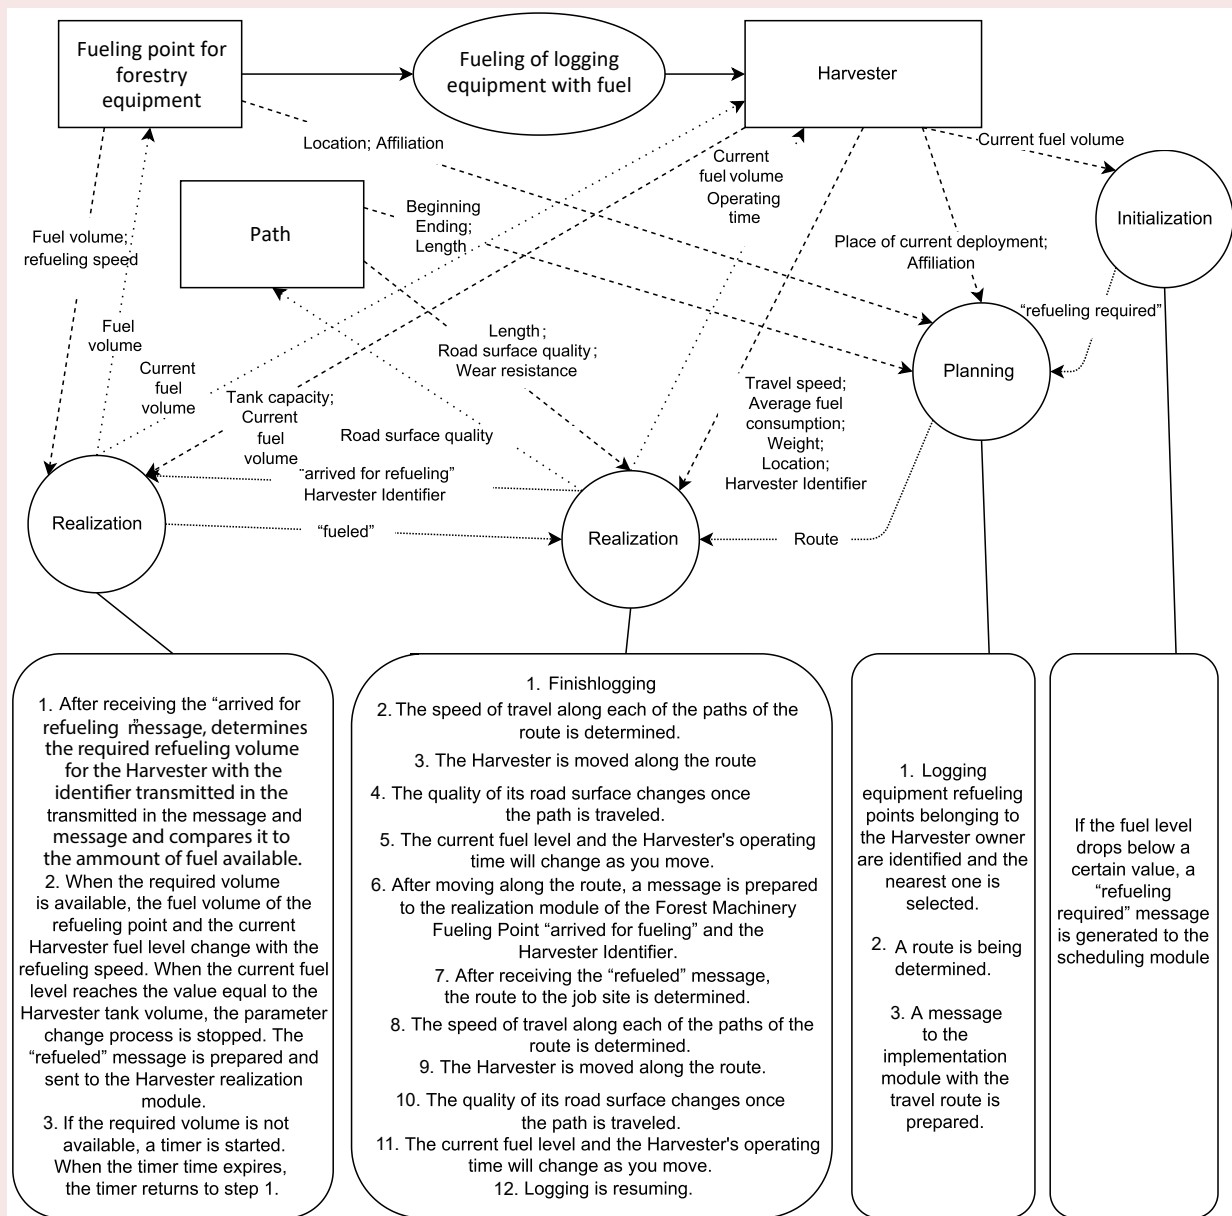 Fueling point for
forestry
equipment
Fueling of logging
equipment with fuel
Harvester
Location; Affiliation
Current
fuel volume
Operating
time
Current fuel volume
Initialization
Path
Beginning
Ending;
Length
Fuel volume;
refueling speed
Place of current deployment;
Affiliation
“refueling required”
Fuel
volume
Current
fuel
volume
Length;
Road surface quality;
Wear resistance
Planning
Tank capacity;
Current
fuel
volume
Road surface quality
Travel speed;
Average fuel
consumption;
Weight;
Location;
Harvester Identifier
“arrived for refueling”
Harvester Identifier
Realization
“fueled”
Realization
Route
1. After receiving the “arrived for
refueling ”message, determines
the required refueling volume
for the Harvester with the
identifier transmitted in the
transmitted in the message and
message and compares it to
the ammount of fuel available.
2. When the required volume
is available, the fuel volume of the
refueling point and the current
Harvester fuel level change with the
refueling speed. When the current fuel
level reaches the value equal to the
Harvester tank volume, the parameter
change process is stopped. The
“refueled” message is prepared and
sent to the Harvester realization
module.
3. If the required volume is not
available, a timer is started.
When the timer time expires,
the timer returns to step 1.
1. Finishlogging
2. The speed of travel along each of the paths of the
route is determined.
3. The Harvester is moved along the route
4. The quality of its road surface changes once
the path is traveled.
5. The current fuel level and the Harvester's operating
time will change as you move.
6. After moving along the route, a message is prepared
to the realization module of the Forest Machinery
Fueling Point “arrived for fueling” and the
Harvester Identifier.
7. After receiving the “refueled” message,
the route to the job site is determined.
8. The speed of travel along each of the paths of the
route is determined.
9. The Harvester is moved along the route.
10. The quality of its road surface changes once
the path is traveled.
11. The current fuel level and the Harvester's operating
time will change as you move.
12. Logging is resuming.
1. Logging
equipment refueling
points belonging to
the Harvester owner
are identified and the
nearest one is
selected.
2. A route is being
determined.
3. A message
to the
implementation
module with the
travel route is
prepared.
If the fuel level
drops below a
certain value, a
“refueling
required” message
is generated to the
scheduling module